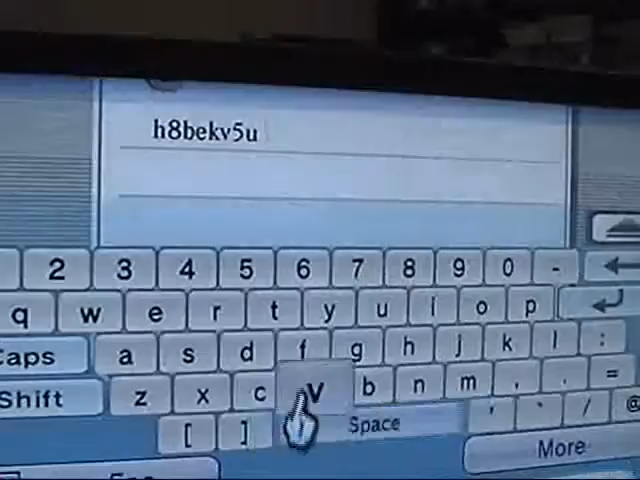 h8bekv5u
2 3 4 5 6 7 8 9 0 -
q w e r t y u i o p
Caps a s d f g h j k l :
Shift z x c v b n m , . =
[ ] Space ' ` / @
More